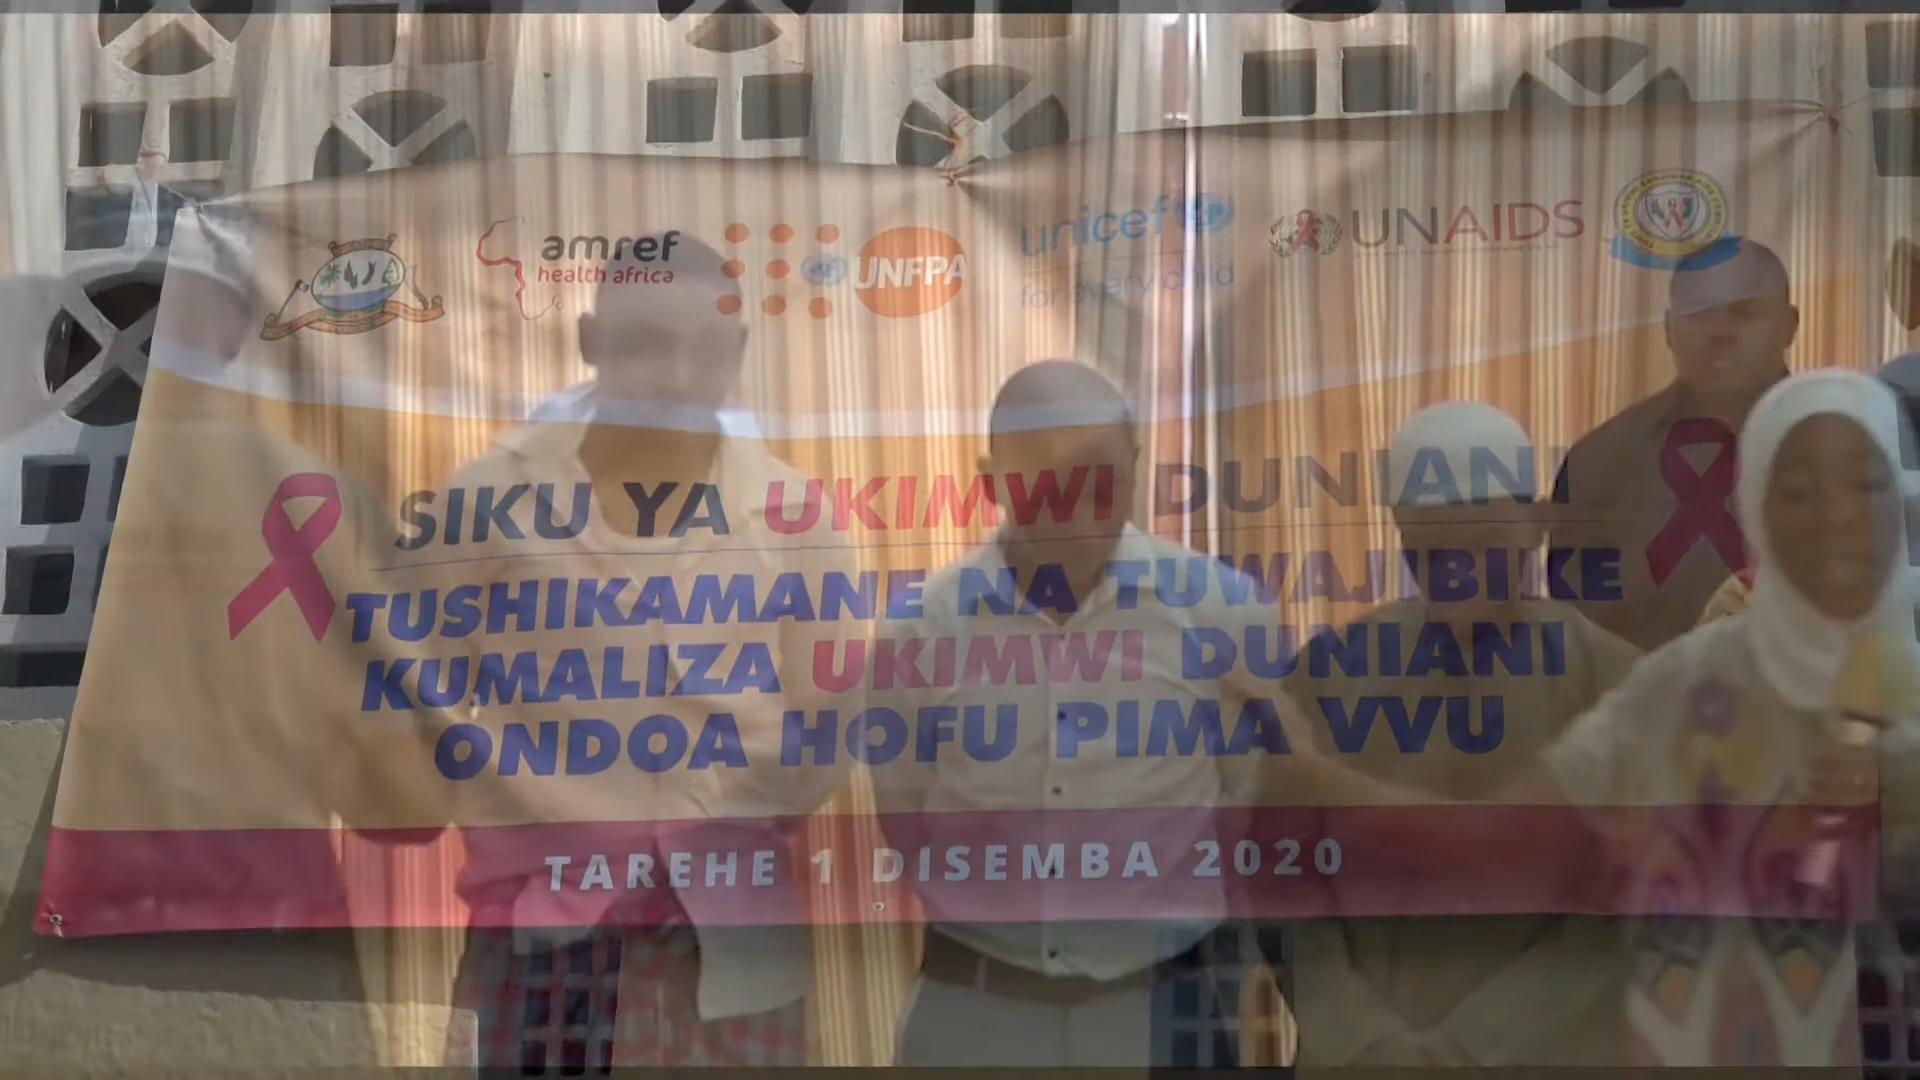 amref
health africa
UNFPA
unicef
for every child
UNAIDS
SIKU YA UKIMWI DUNIANI
TUSHIKAMANE NA TUWAJIBIKE
KUMALIZA UKIMWI DUNIANI
ONDOA HOFU PIMA VVU
TAREHE 1 DISEMBA 2020